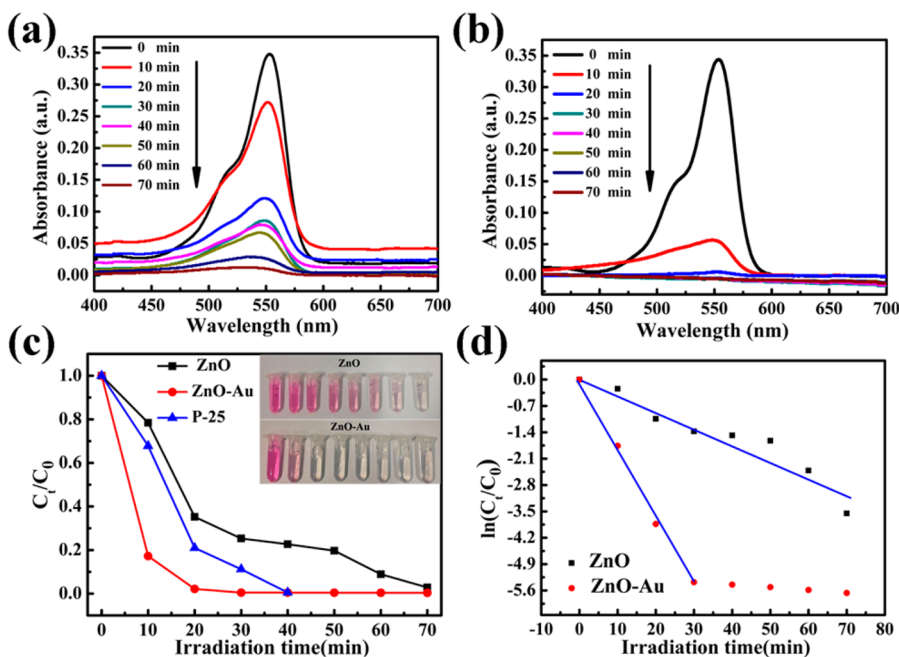 (a)
0 min
10 min
20 min
30 min
40 min
50 min
60 min
70 min
Absorbance (a.u.)
0.35
0.30
0.25
0.20
0.15
0.10
0.05
0.00
400 450 500 550 600 650 700
Wavelength (nm)
(b)
0 min
10 min
20 min
30 min
40 min
50 min
60 min
70 min
Absorbance (a.u.)
0.35
0.30
0.25
0.20
0.15
0.10
0.05
0.00
400 450 500 550 600 650 700
Wavelength (nm)
(c)
ZnO
ZnO-Au
P-25
ZnO
ZnO-Au
Ct/C0
1.0
0.8
0.6
0.4
0.2
0.0
0 10 20 30 40 50 60 70
Irradiation time(min)
(d)
ln(Ct/C0)
0.0
-0.7
-1.4
-2.1
-2.8
-3.5
-4.2
-4.9
-5.6
ZnO
ZnO-Au
-10 0 10 20 30 40 50 60 70 80
Irradiation time(min)